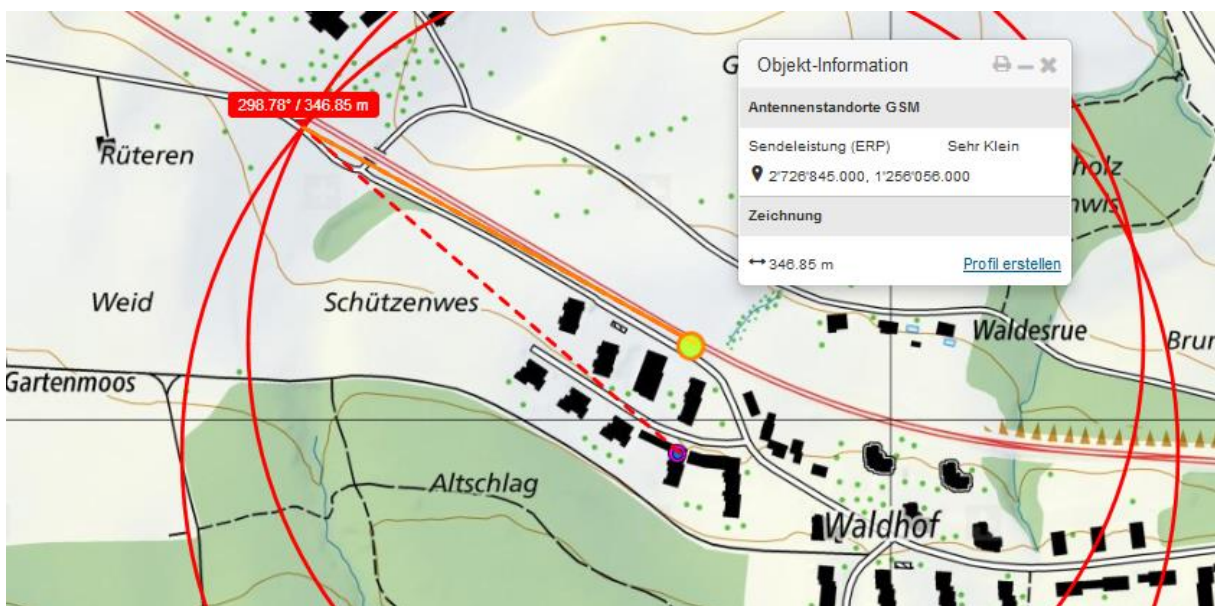 298.78° / 346.85 m
Rüteren
G
Objekt-Information
Antennenstandorte GSM
Sendeleistung (ERP) Sehr Klein
2'726'845.000, 1'256'056.000
Zeichnung
346.85 m Profil erstellen
holz
nwis
Weid
Schützenwes
Waldesrue
Brun
Gartenmoos
Altschlag
Waldhof